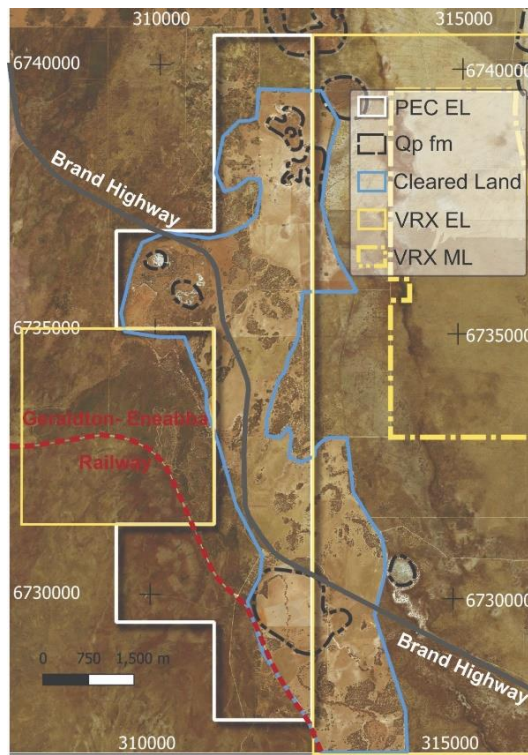 310000
315000
6740000
6740000
PEC EL
Qp fm
Cleared Land
VRX EL
VRX ML
Brand Highway
6735000
6735000
Geraldton- Eneabba
Railway
6730000
6730000
0 750 1,500 m
Brand Highway
310000
315000